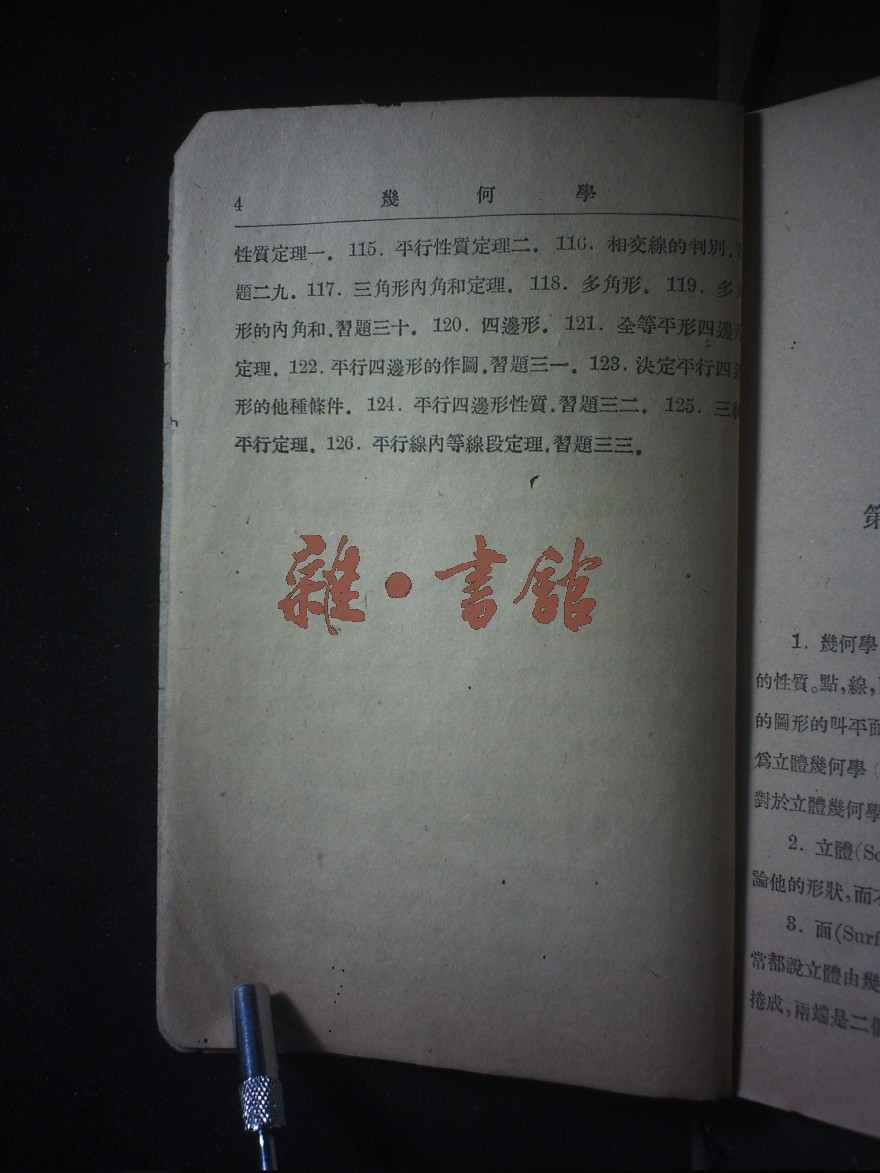 4 幾何學
性質定理一．115．平行性質定理二．116．相交線的判別，習
題二九．117．三角形內角和定理．118．多角形．119．多
形的內角和，習題三十．120．四邊形．121．全等平形四邊
定理．122．平行四邊形的作圖，習題三一．123．決定平行四
形的他種條件．124．平行四邊形性質，習題三二．125．三
平行定理．126．平行線內等線段定理，習題三三．
雜·書館
第
1．幾何學
的性質。點，線，
的圖形的叫平面
爲立體幾何學（
對於立體幾何學
2．立體(So
論他的形狀，而不
3．面(Surf
常都說立體由幾
捲成，兩端是二個